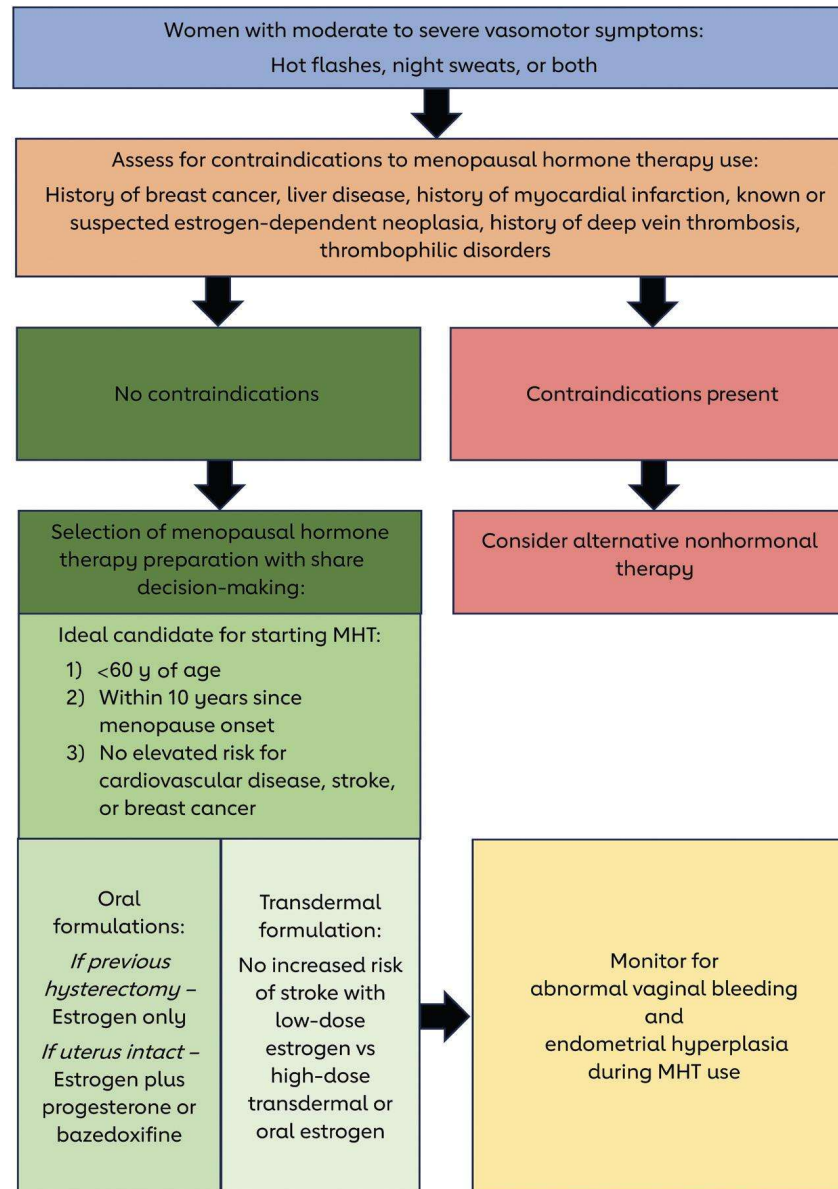 Women with moderate to severe vasomotor symptoms:
Hot flashes, night sweats, or both
Assess for contraindications to menopausal hormone therapy use:
History of breast cancer, liver disease, history of myocardial infarction, known or
suspected estrogen-dependent neoplasia, history of deep vein thrombosis,
thrombophilic disorders
No contraindications
Contraindications present
Selection of menopausal hormone
therapy preparation with share
decision-making:
Consider alternative nonhormonal
therapy
Ideal candidate for starting MHT:
1) <60 y of age
2) Within 10 years since
menopause onset
3) No elevated risk for
cardiovascular disease, stroke,
or breast cancer
Oral
formulations:
If previous
hysterectomy –
Estrogen only
If uterus intact –
Estrogen plus
progesterone or
bazedoxifine
Transdermal
formulation:
No increased risk
of stroke with
low-dose
estrogen vs
high-dose
transdermal or
oral estrogen
Monitor for
abnormal vaginal bleeding
and
endometrial hyperplasia
during MHT use